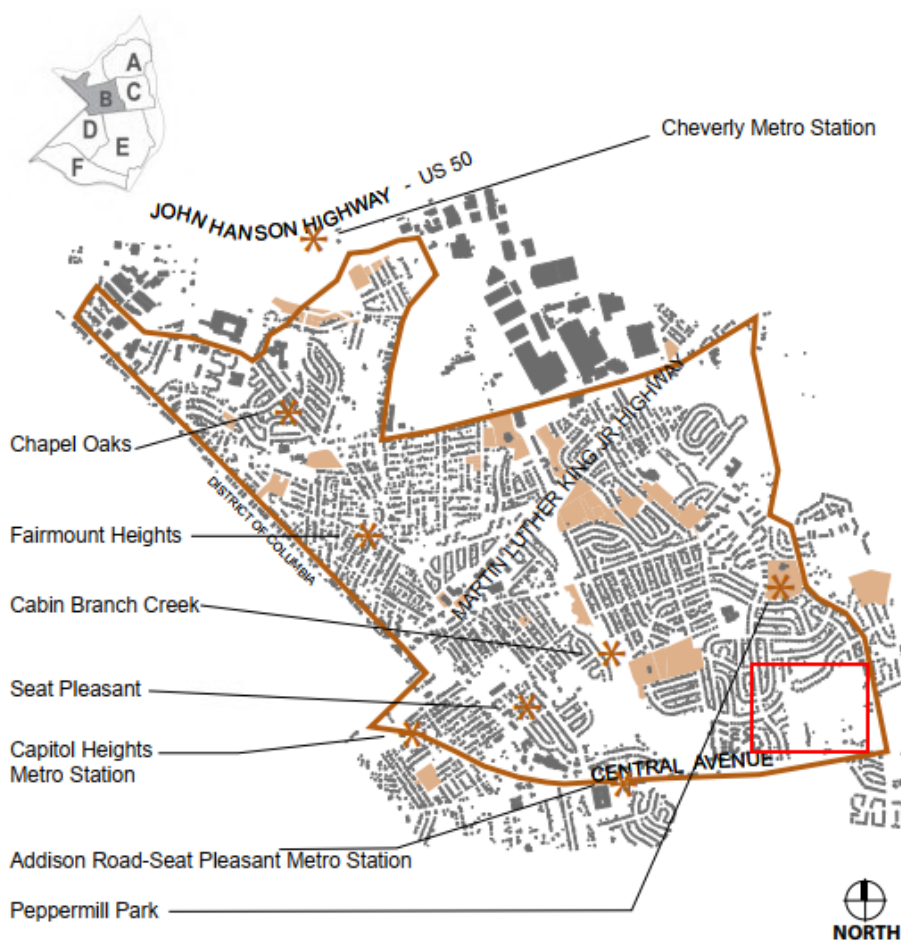 A
B
C
D
E
F
Cheverly Metro Station
JOHN HANSON HIGHWAY - US 50
MARTIN LUTHER KING JR HIGHWAY
Chapel Oaks
DISTRICT OF COLUMBIA
Fairmount Heights
Cabin Branch Creek
Seat Pleasant
Capitol Heights
Metro Station
CENTRAL AVENUE
Addison Road-Seat Pleasant Metro Station
Peppermill Park
NORTH